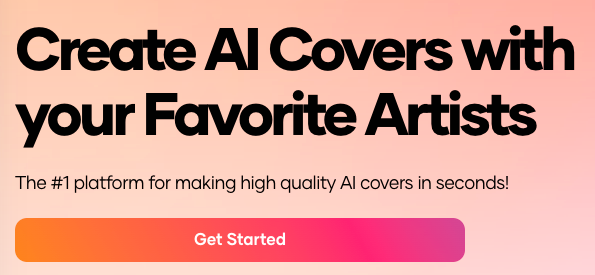 Create AI Covers with
your Favorite Artists
The #1 platform for making high quality AI covers in seconds!
Get Started